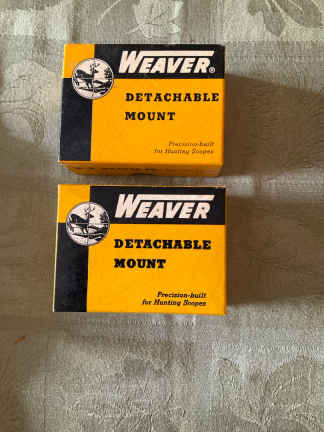 WEAVER®
DETACHABLE
MOUNT
Precision-built
for Hunting Scopes
WEAVER
DETACHABLE
MOUNT
Precision-built
for Hunting Scopes